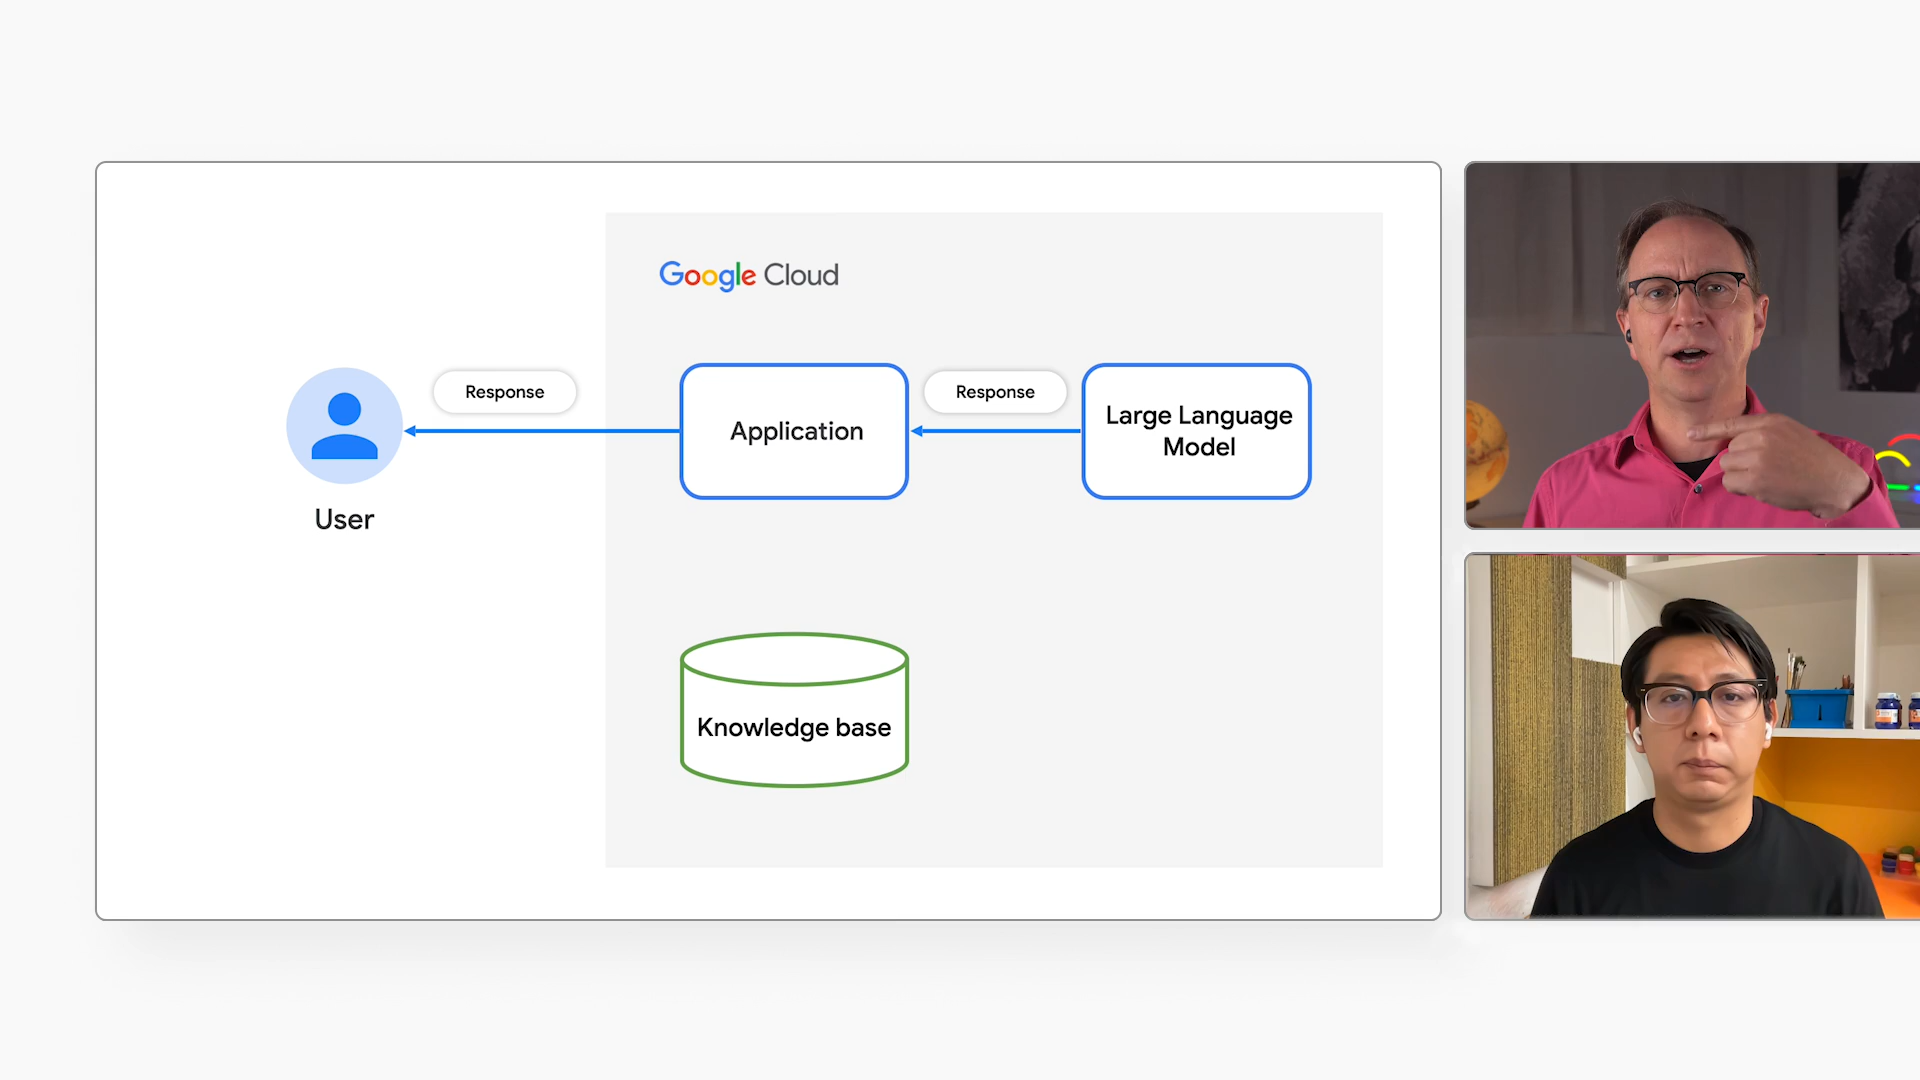 Google Cloud
Response
Response
Application
Large Language
Model
User
Knowledge base